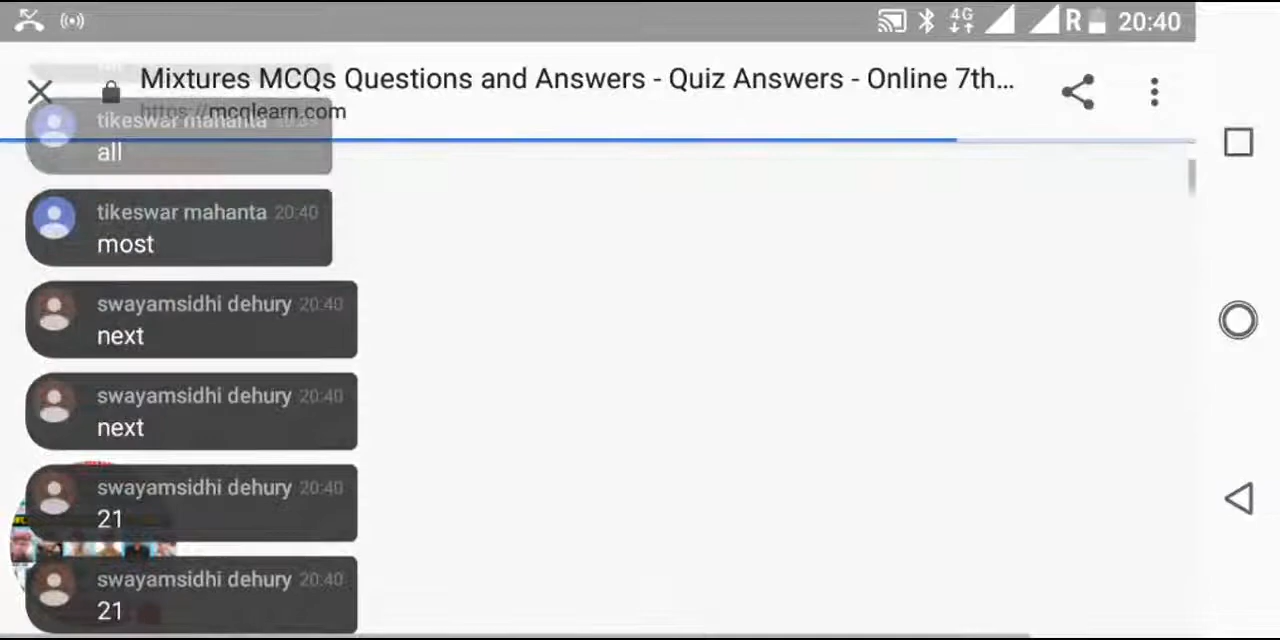 4G R 20:40
Mixtures MCQs Questions and Answers - Quiz Answers - Online 7th...
https://mcqlearn.com
tikeswar mahanta
all
tikeswar mahanta 20:40
most
swayamsidhi dehury 20:40
next
swayamsidhi dehury 20:40
next
swayamsidhi dehury 20:40
21
swayamsidhi dehury 20:40
21